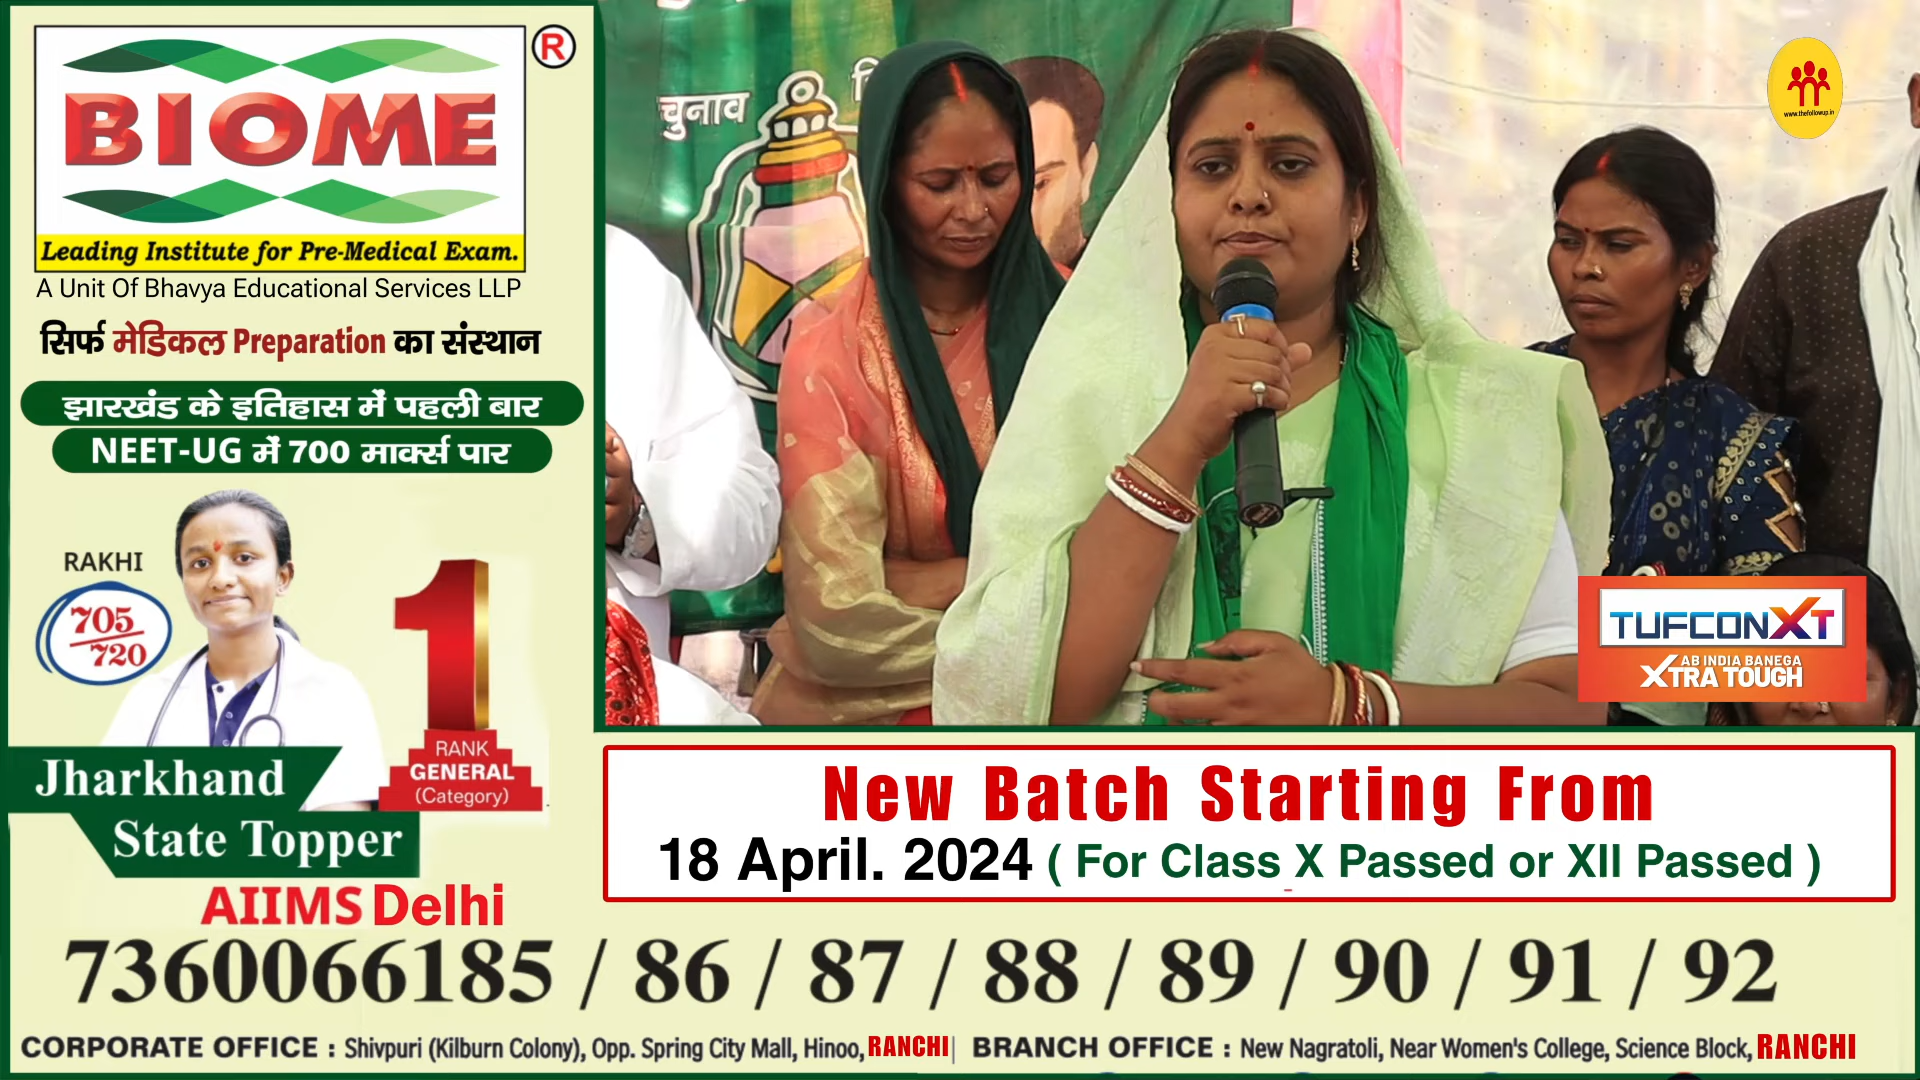 BIOME
®
Leading Institute for Pre-Medical Exam.
A Unit Of Bhavya Educational Services LLP
सिर्फ मेडिकल Preparation का संस्थान
झारखंड के इतिहास में पहली बार
NEET-UG में 700 मार्क्स पार
RAKHI
705
720
1
RANK
GENERAL
(Category)
Jharkhand
State Topper
AIIMS Delhi
चुनाव
www.thefollowup.in
TUFCONXT
AB INDIA BANEGA
XTRA TOUGH
New Batch Starting From
18 April. 2024 ( For Class X Passed or XII Passed )
7360066185 / 86 / 87 / 88 / 89 / 90 / 91 / 92
CORPORATE OFFICE : Shivpuri (Kilburn Colony), Opp. Spring City Mall, Hinoo, RANCHI | BRANCH OFFICE : New Nagratoli, Near Women's College, Science Block, RANCHI